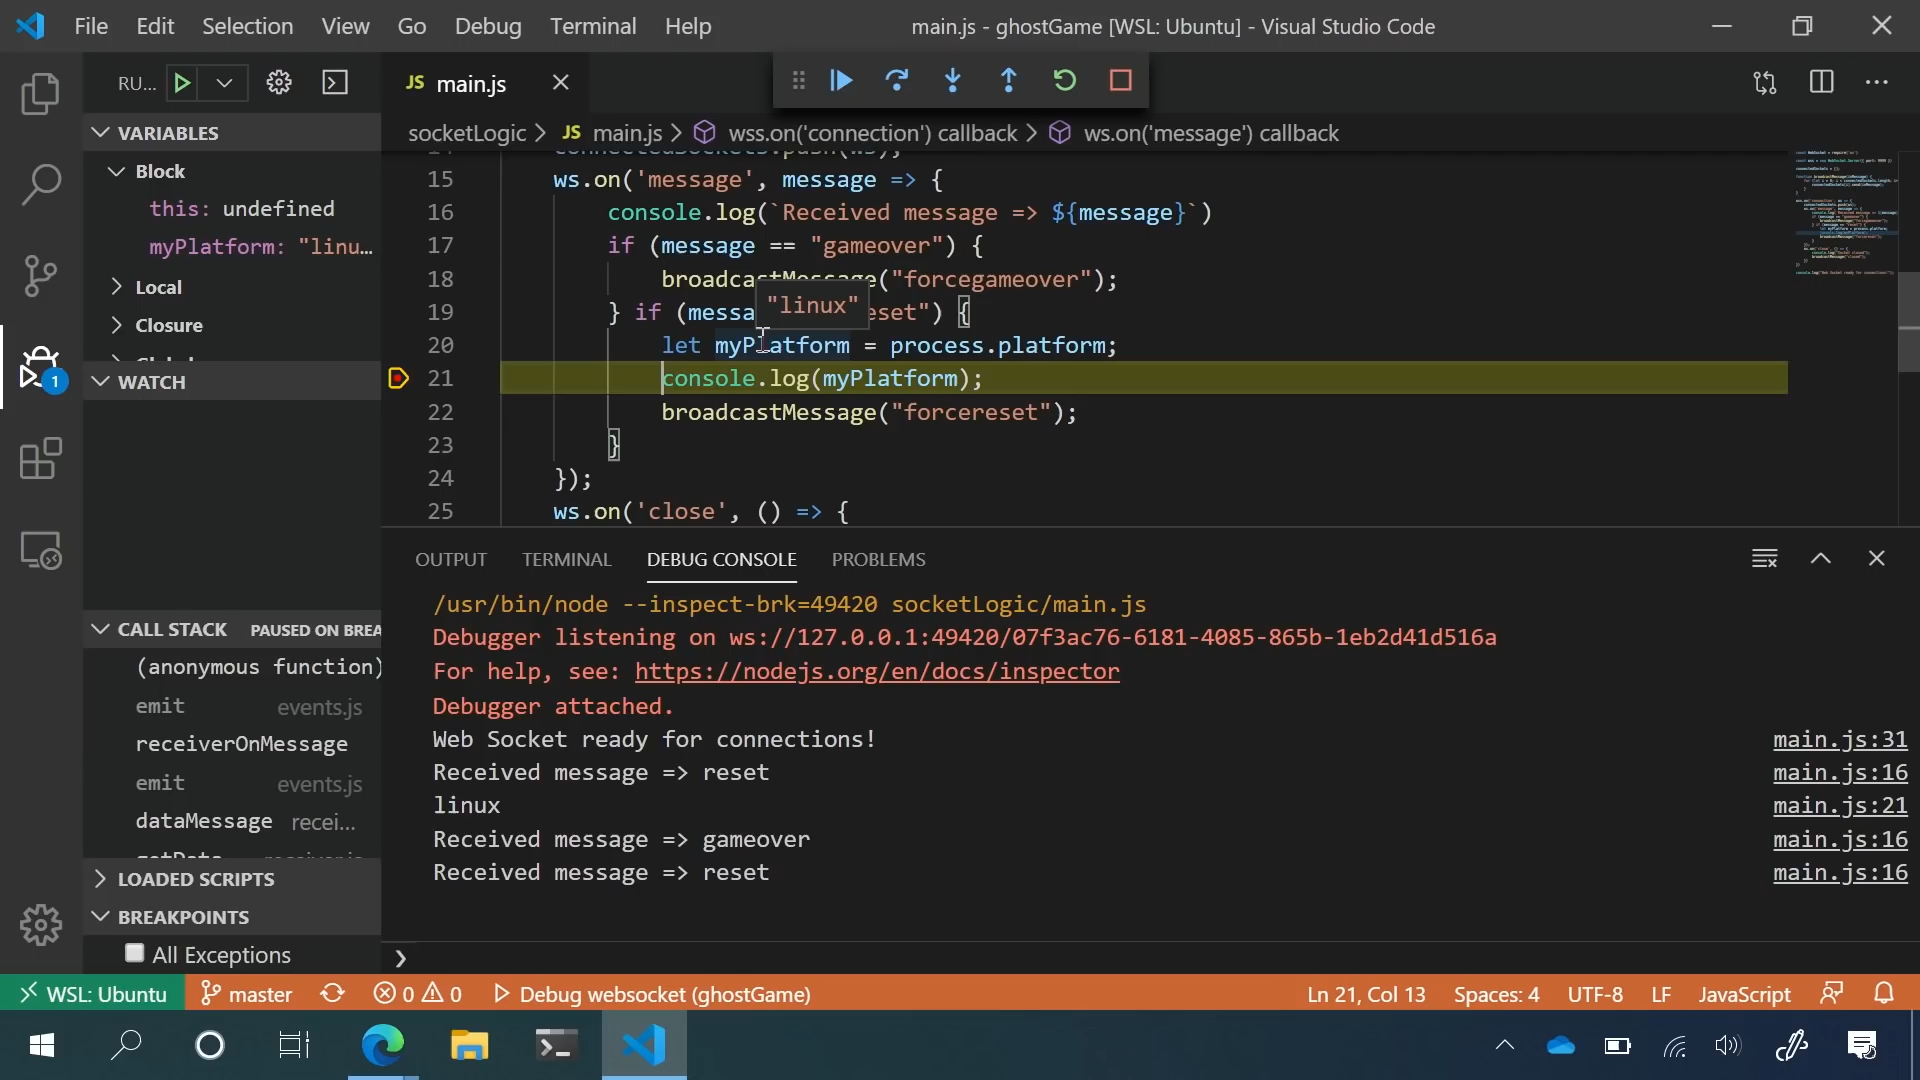 File Edit Selection View Go Debug Terminal Help
main.js - ghostGame [WSL: Ubuntu] - Visual Studio Code
RU...
JS main.js
VARIABLES
Block
this: undefined
myPlatform: "linu...
Local
Closure
WATCH
1
CALL STACK PAUSED ON BREA
(anonymous function)
emit events.js
receiverOnMessage
emit events.js
dataMessage recei...
LOADED SCRIPTS
BREAKPOINTS
All Exceptions
socketLogic > JS main.js > wss.on('connection') callback > ws.on('message') callback
15 ws.on('message', message => {
16 console.log(`Received message => ${message}`)
17 if (message == "gameover") {
18 broadcastMessage("forcegameover");
19 } if (messa eset") {
"linux"
20 let myPlatform = process.platform;
21 console.log(myPlatform);
22 broadcastMessage("forcereset");
23 }
24 });
25 ws.on('close', () => {
OUTPUT TERMINAL DEBUG CONSOLE PROBLEMS
/usr/bin/node --inspect-brk=49420 socketLogic/main.js
Debugger listening on ws://127.0.0.1:49420/07f3ac76-6181-4085-865b-1eb2d41d516a
For help, see: https://nodejs.org/en/docs/inspector
Debugger attached.
Web Socket ready for connections! main.js:31
Received message => reset main.js:16
linux main.js:21
Received message => gameover main.js:16
Received message => reset main.js:16
WSL: Ubuntu master 0 0 Debug websocket (ghostGame) Ln 21, Col 13 Spaces: 4 UTF-8 LF JavaScript